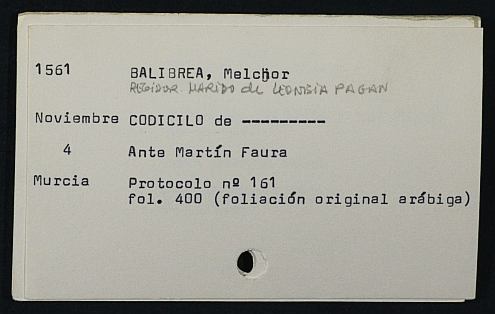 1561 BALIBREA, Melchor
REGIDOR MARIDO de LEONISIA PAGAN
Noviembre CODICILO de ---------
4 Ante Martín Faura
Murcia Protocolo nº 161
fol. 400 (foliación original arábiga)